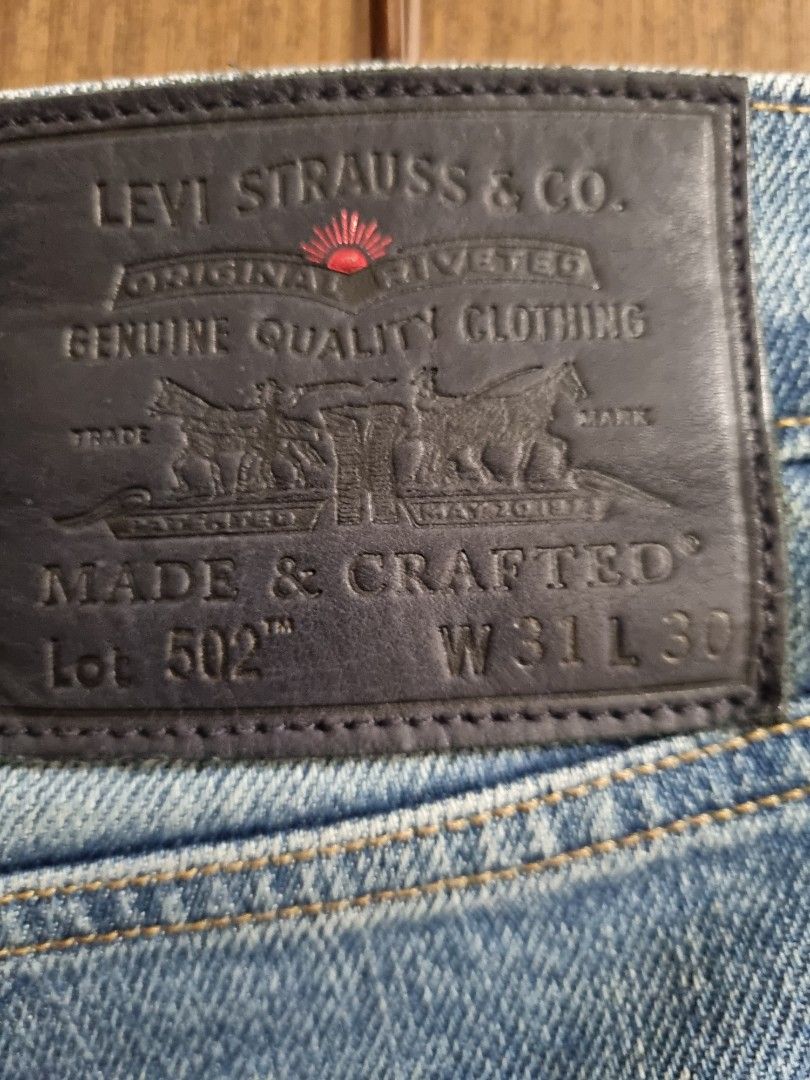 LEVI STRAUSS & CO.
ORIGINAL RIVETED
GENUINE QUALITY CLOTHING
TRADE MARK
PATENTED MAY 20 1873
MADE & CRAFTED®
Lot 502™ W 31 L 30